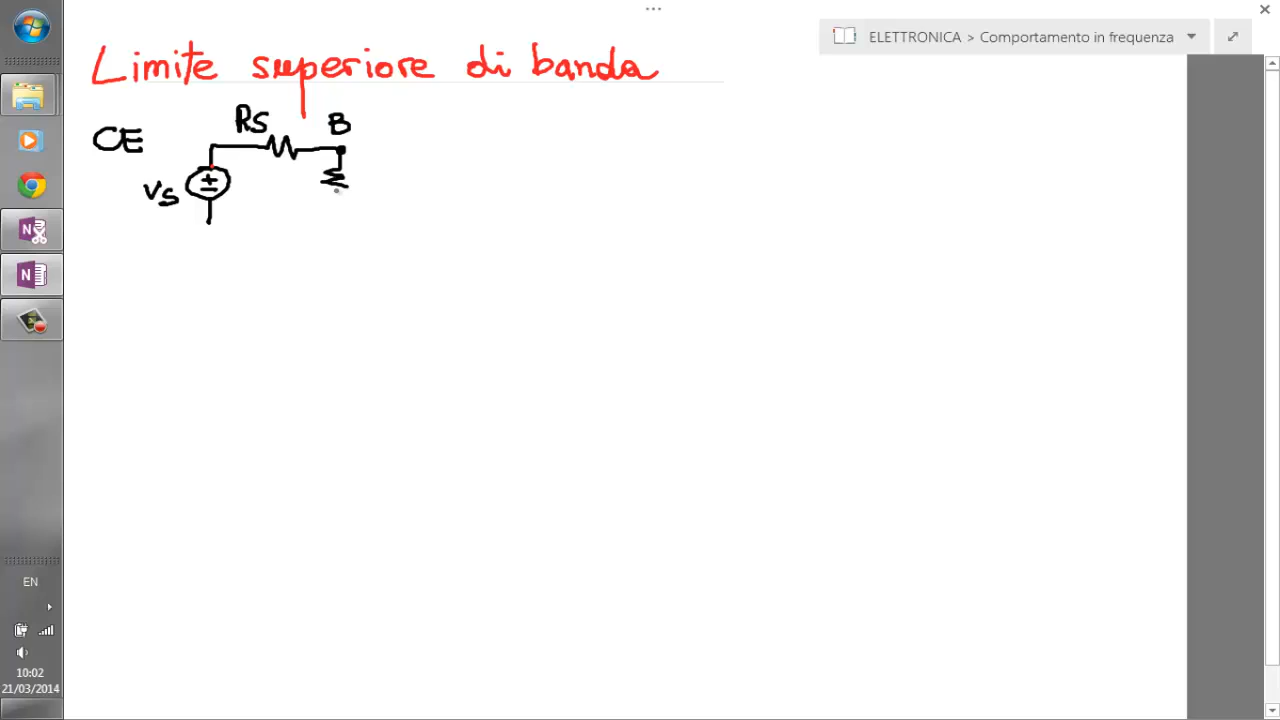 ELETTRONICA > Comportamento in frequenza
Limite superiore di banda
RS
B
CE
+
vs
EN
10:02
21/03/2014